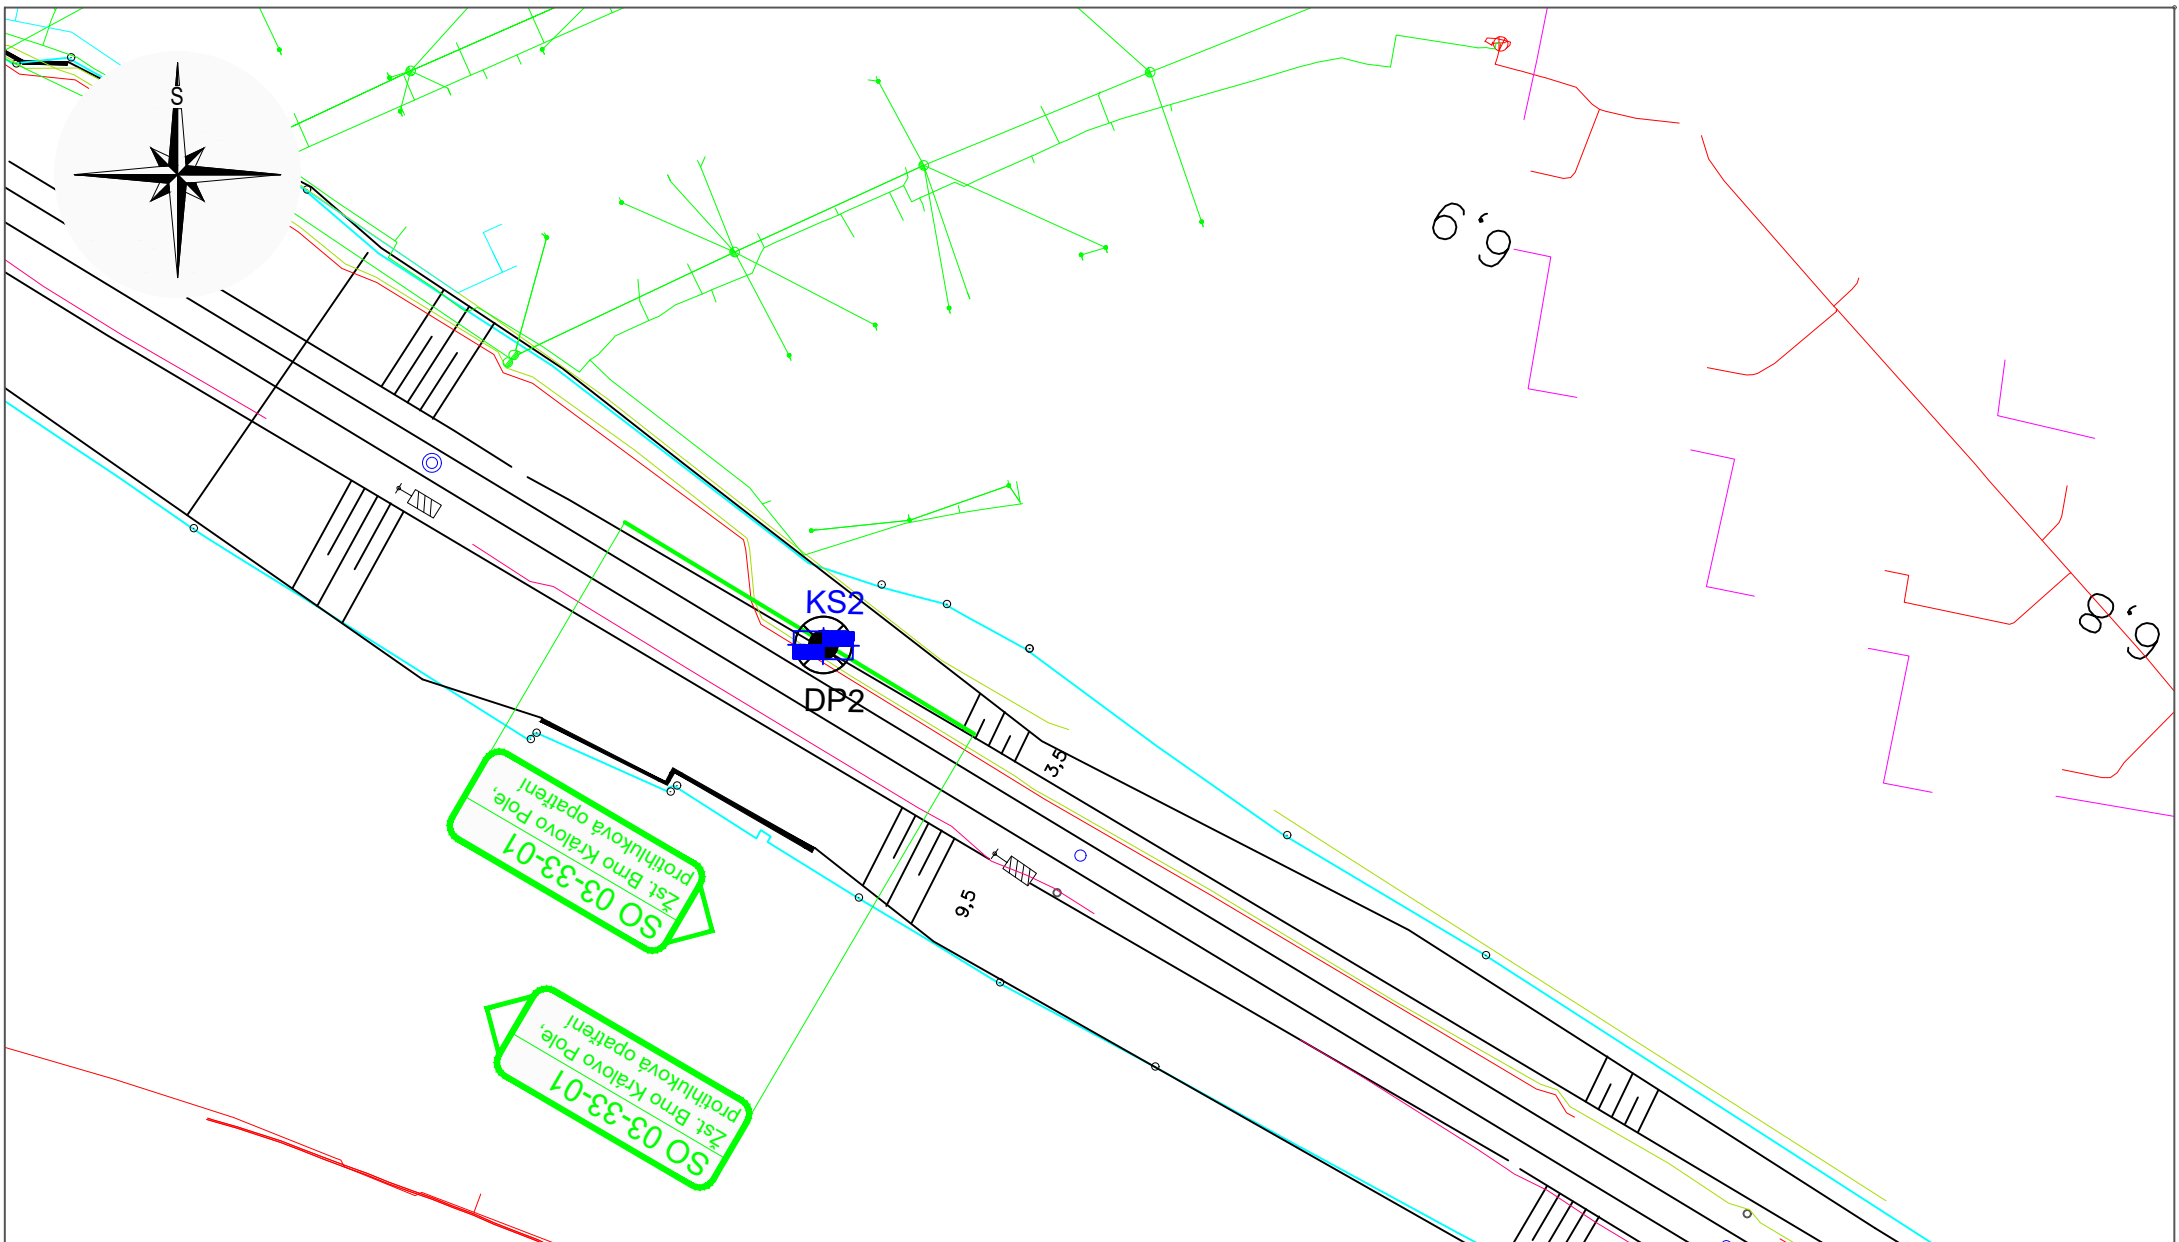 S
6,9
6,8
KS2
DP2
3,5
9,5
SO 03-33-01
Žst. Brno Královo Pole,
protihluková opatření
SO 03-33-01
Žst. Brno Královo Pole,
protihluková opatření